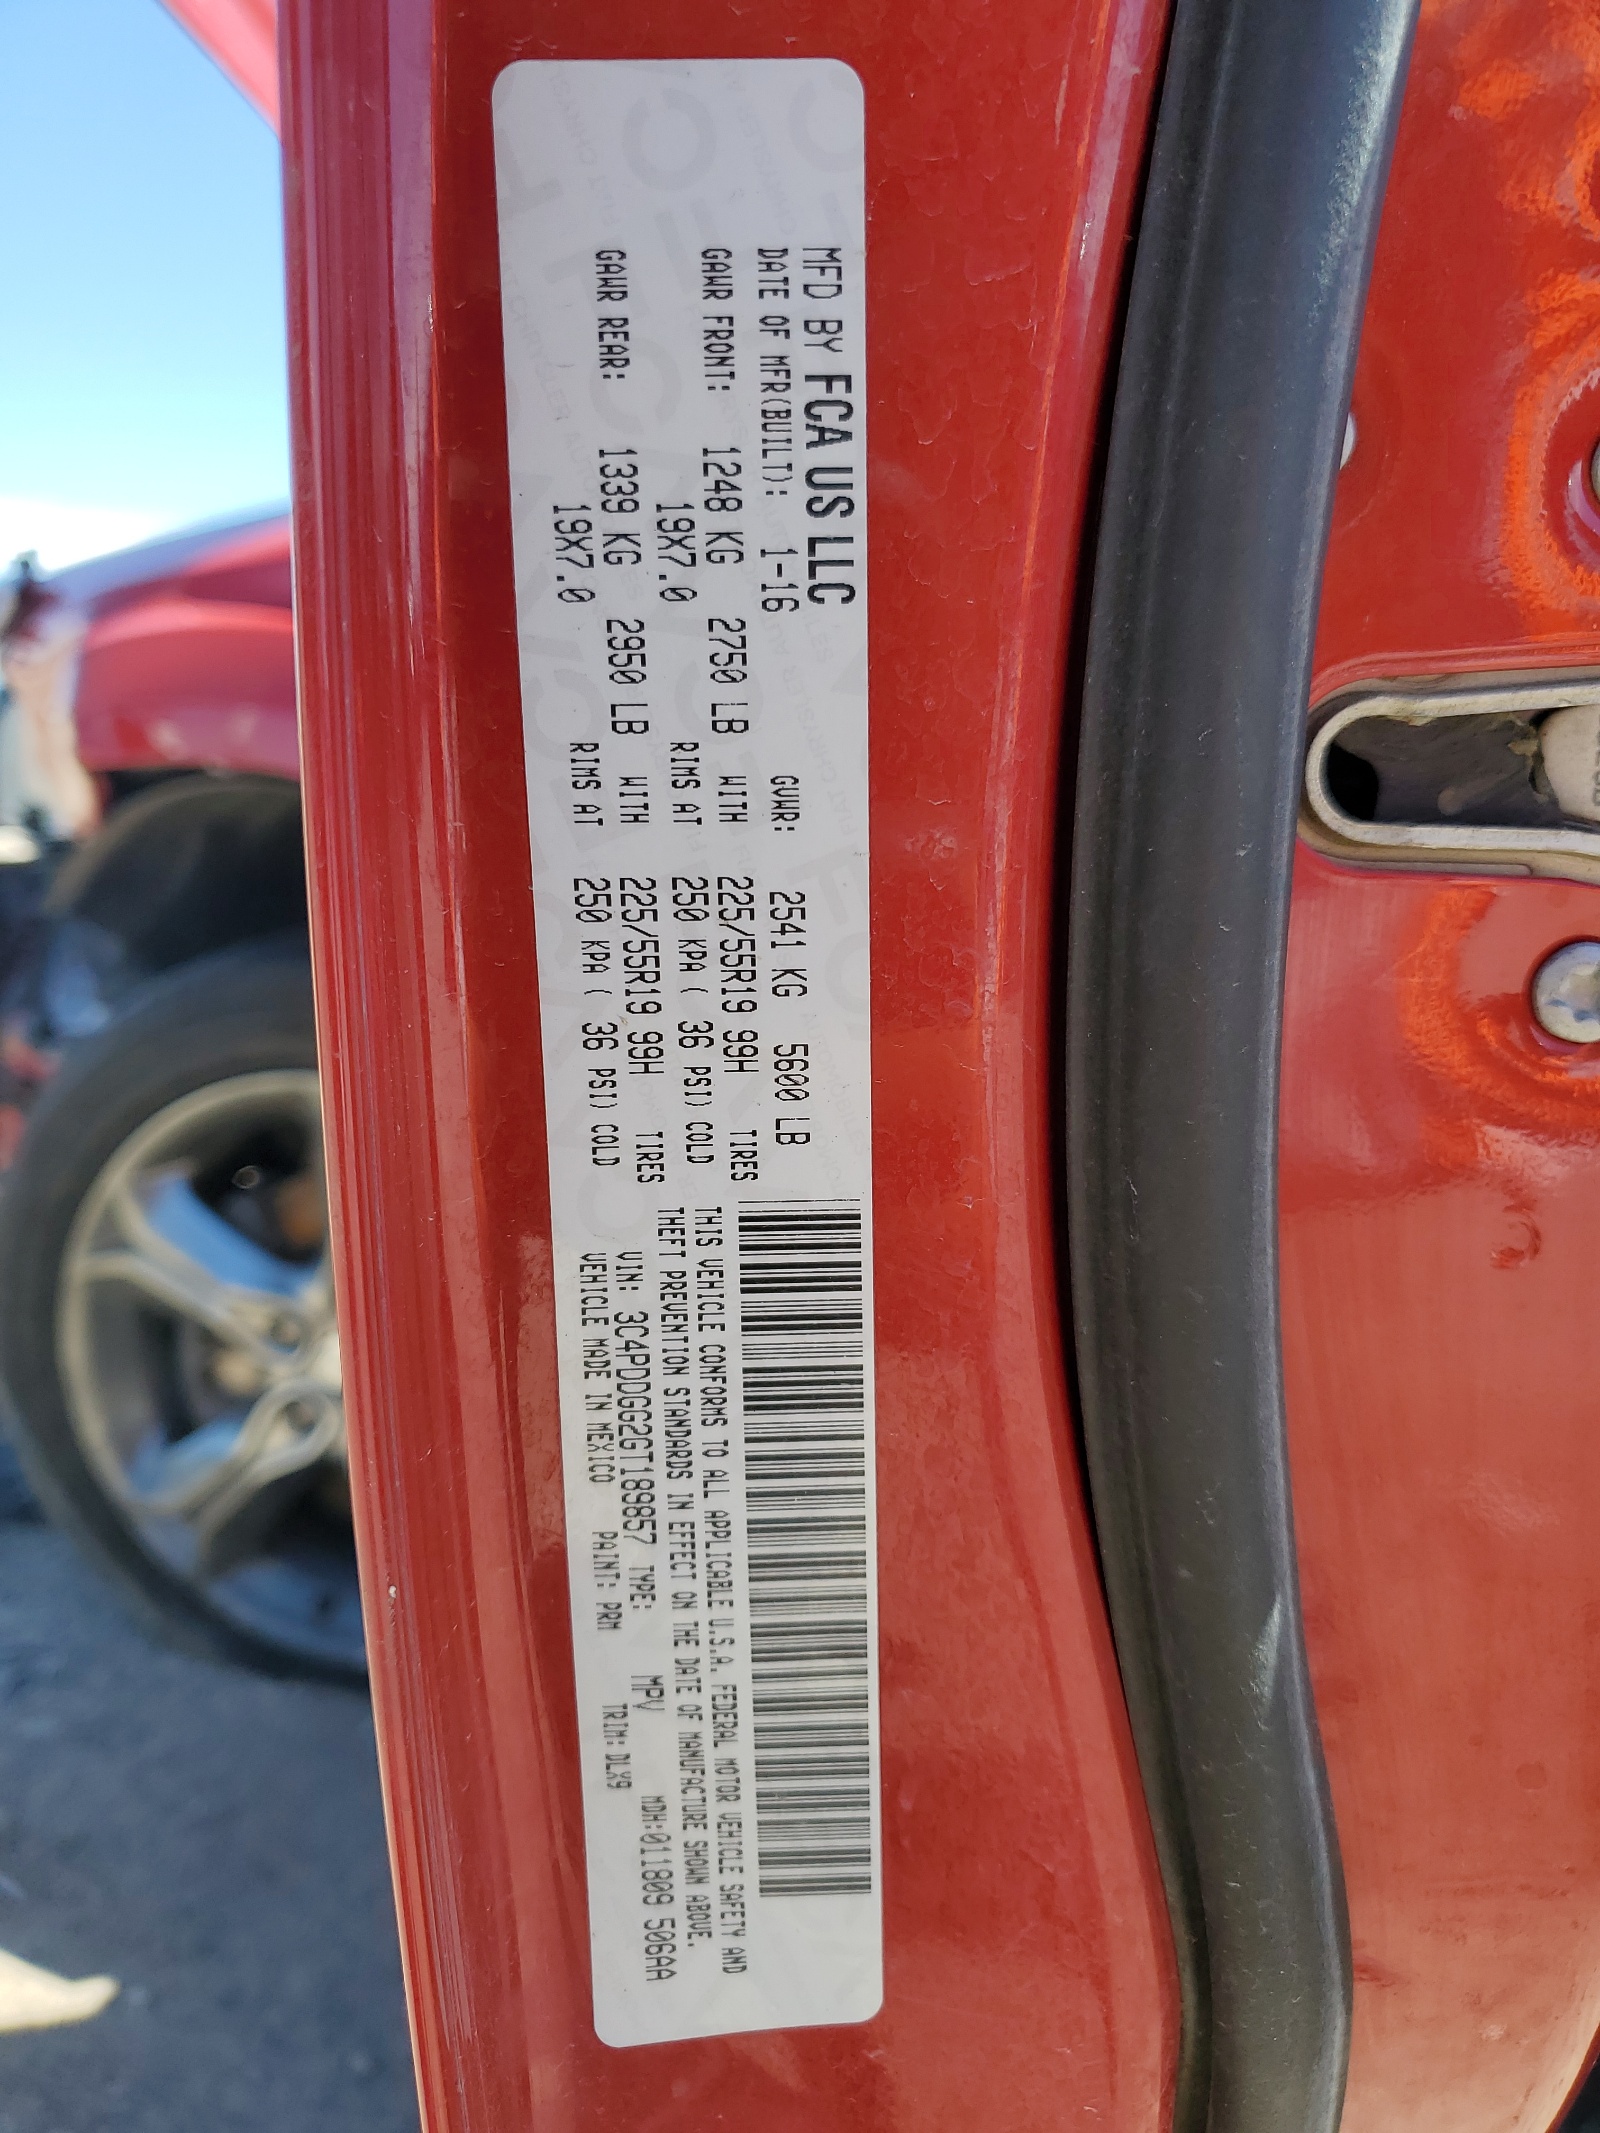 MFD BY FCA US LLC
DATE OF MFR(BUILT): 1-16 GVWR: 2541 KG 5600 LB
GAWR FRONT: 1248 KG 2750 LB WITH 225/55R19 99H TIRES
19X7.0 RIMS AT 250 KPA ( 36 PSI) COLD
GAWR REAR: 1339 KG 2950 LB WITH 225/55R19 99H TIRES
19X7.0 RIMS AT 250 KPA ( 36 PSI) COLD
THIS VEHICLE CONFORMS TO ALL APPLICABLE U.S.A. FEDERAL MOTOR VEHICLE SAFETY AND
THEFT PREVENTION STANDARDS IN EFFECT ON THE DATE OF MANUFACTURE SHOWN ABOVE.
VIN: 3C4PDDGG2GT189857 TYPE: MPV MDH:011809 506AA
VEHICLE MADE IN MEXICO PAINT: PRM TRIM: DLX9